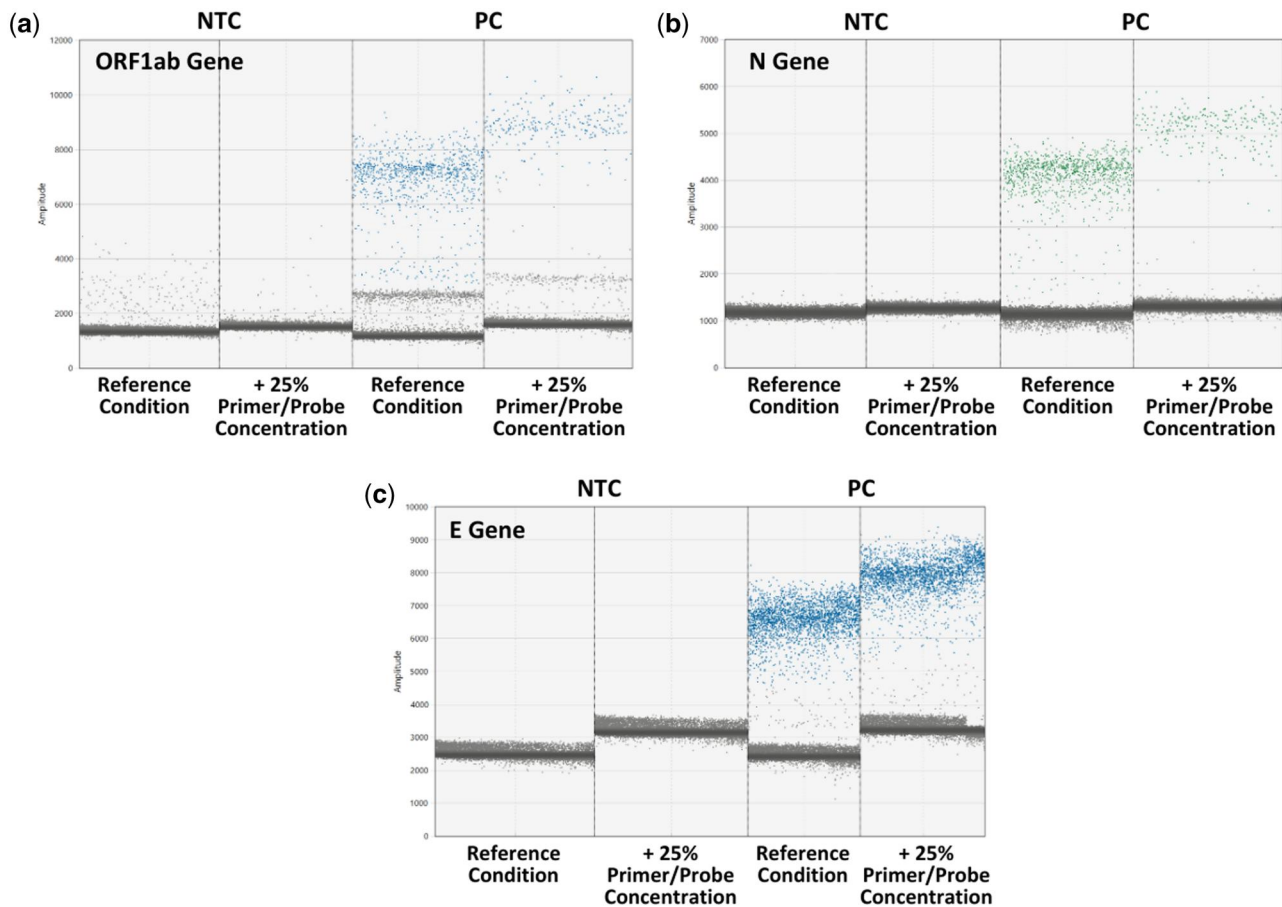 (a)
NTC PC
ORF1ab Gene
12000
10000
8000
6000
4000
2000
0
Amplitude
Reference Condition
+ 25% Primer/Probe Concentration
Reference Condition
+ 25% Primer/Probe Concentration
(b)
NTC PC
N Gene
7000
6000
5000
4000
3000
2000
1000
0
Amplitude
Reference Condition
+ 25% Primer/Probe Concentration
Reference Condition
+ 25% Primer/Probe Concentration
(c)
NTC PC
E Gene
10000
9000
8000
7000
6000
5000
4000
3000
2000
1000
0
Amplitude
Reference Condition
+ 25% Primer/Probe Concentration
Reference Condition
+ 25% Primer/Probe Concentration